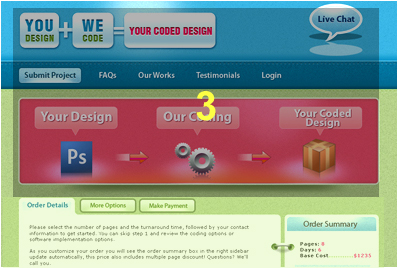 YOU DESIGN + WE CODE = YOUR CODED DESIGN
Live Chat
Submit Project FAQs Our Works Testimonials Login
3
Your Design Our Coding Your Coded Design
Ps
Order Details More Options Make Payment
Please select the number of pages and the turnaround time, followed by your contact
information to get started. You can skip step 1 and review the coding options or
software implementation options.
As you customize your order you will see the order summary box in the right sidebar
update automatically, this price also includes multiple page discount! Questions? We'll
call you.
Order Summary
Pages: 8
Days: 6
Base Cost